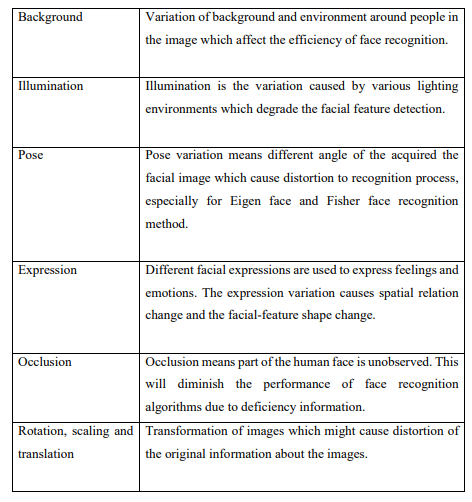 Background
Variation of background and environment around people in
the image which affect the efficiency of face recognition.
Illumination
Illumination is the variation caused by various lighting
environments which degrade the facial feature detection.
Pose
Pose variation means different angle of the acquired the
facial image which cause distortion to recognition process,
especially for Eigen face and Fisher face recognition
method.
Expression
Different facial expressions are used to express feelings and
emotions. The expression variation causes spatial relation
change and the facial-feature shape change.
Occlusion
Occlusion means part of the human face is unobserved. This
will diminish the performance of face recognition
algorithms due to deficiency information.
Rotation, scaling and
translation
Transformation of images which might cause distortion of
the original information about the images.